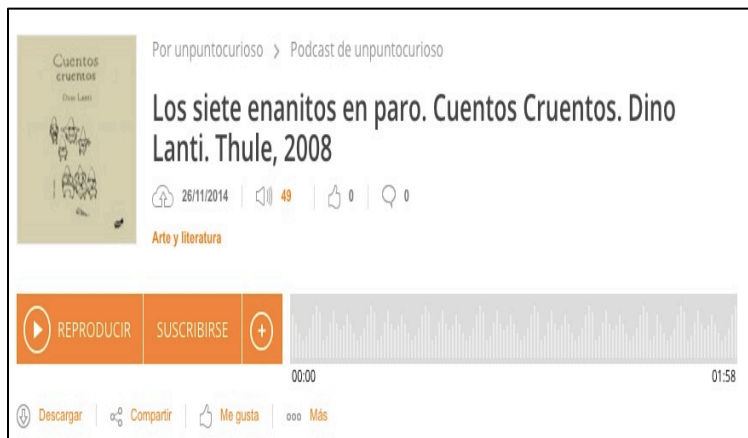 Cuentos
cruentos
Dino Lanti
Por unpuntocurioso > Podcast de unpuntocurioso
Los siete enanitos en paro. Cuentos Cruentos. Dino
Lanti. Thule, 2008
26/11/2014 49 0 0
Arte y literatura
REPRODUCIR SUSCRIBIRSE +
00:00 01:58
Descargar Compartir Me gusta ooo Más